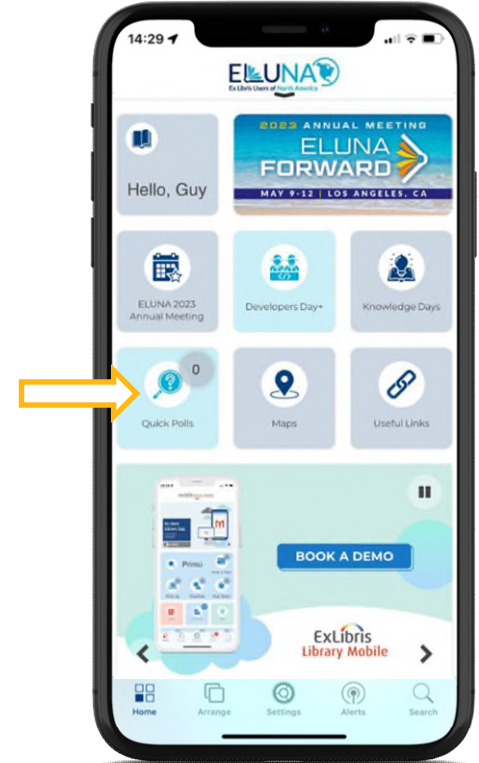 14:29
ELUNA
Ex Libris Users of North America
Hello, Guy
2023 ANNUAL MEETING
ELUNA
FORWARD
MAY 9-12 | LOS ANGELES, CA
ELUNA 2023
Annual Meeting
Developers Day+
Knowledge Days
0
Quick Polls
Maps
Useful Links
Primo
BOOK A DEMO
ExLibris
Library Mobile
Home
Arrange
Settings
Alerts
Search